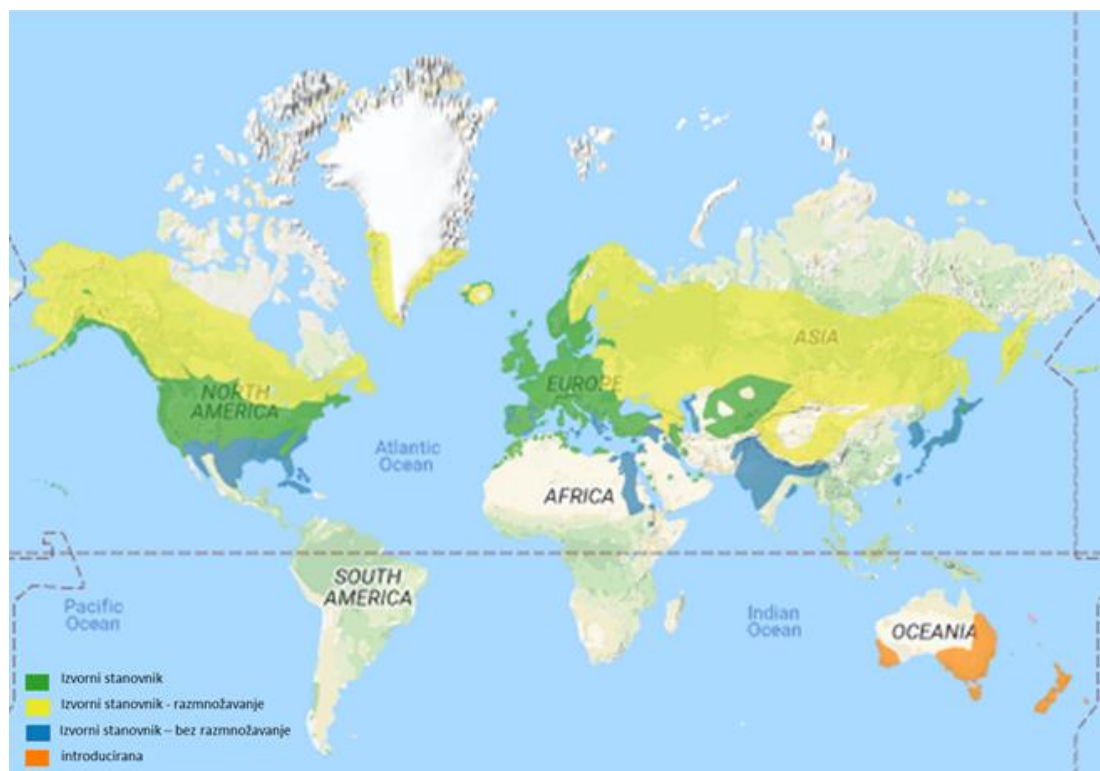 ASIA
NORTH
AMERICA
EUROPE
Atlantic
Ocean
AFRICA
SOUTH
AMERICA
Pacific
Ocean
Indian
Ocean
OCEANIA
Izvorni stanovnik
Izvorni stanovnik - razmnožavanje
Izvorni stanovnik – bez razmnožavanje
introducirana